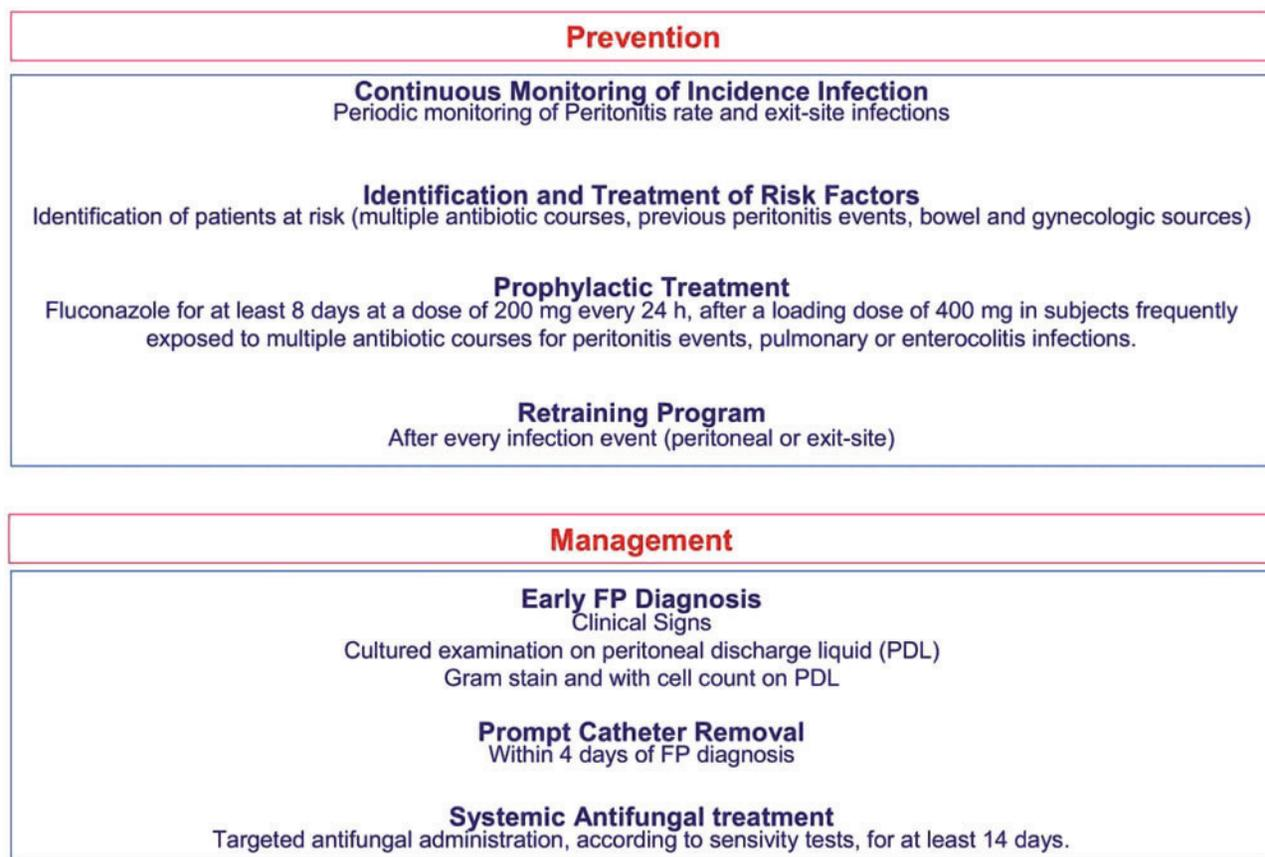 Prevention
Continuous Monitoring of Incidence Infection
Periodic monitoring of Peritonitis rate and exit-site infections
Identification and Treatment of Risk Factors
Identification of patients at risk (multiple antibiotic courses, previous peritonitis events, bowel and gynecologic sources)
Prophylactic Treatment
Fluconazole for at least 8 days at a dose of 200 mg every 24 h, after a loading dose of 400 mg in subjects frequently
exposed to multiple antibiotic courses for peritonitis events, pulmonary or enterocolitis infections.
Retraining Program
After every infection event (peritoneal or exit-site)
Management
Early FP Diagnosis
Clinical Signs
Cultured examination on peritoneal discharge liquid (PDL)
Gram stain and with cell count on PDL
Prompt Catheter Removal
Within 4 days of FP diagnosis
Systemic Antifungal treatment
Targeted antifungal administration, according to sensivity tests, for at least 14 days.